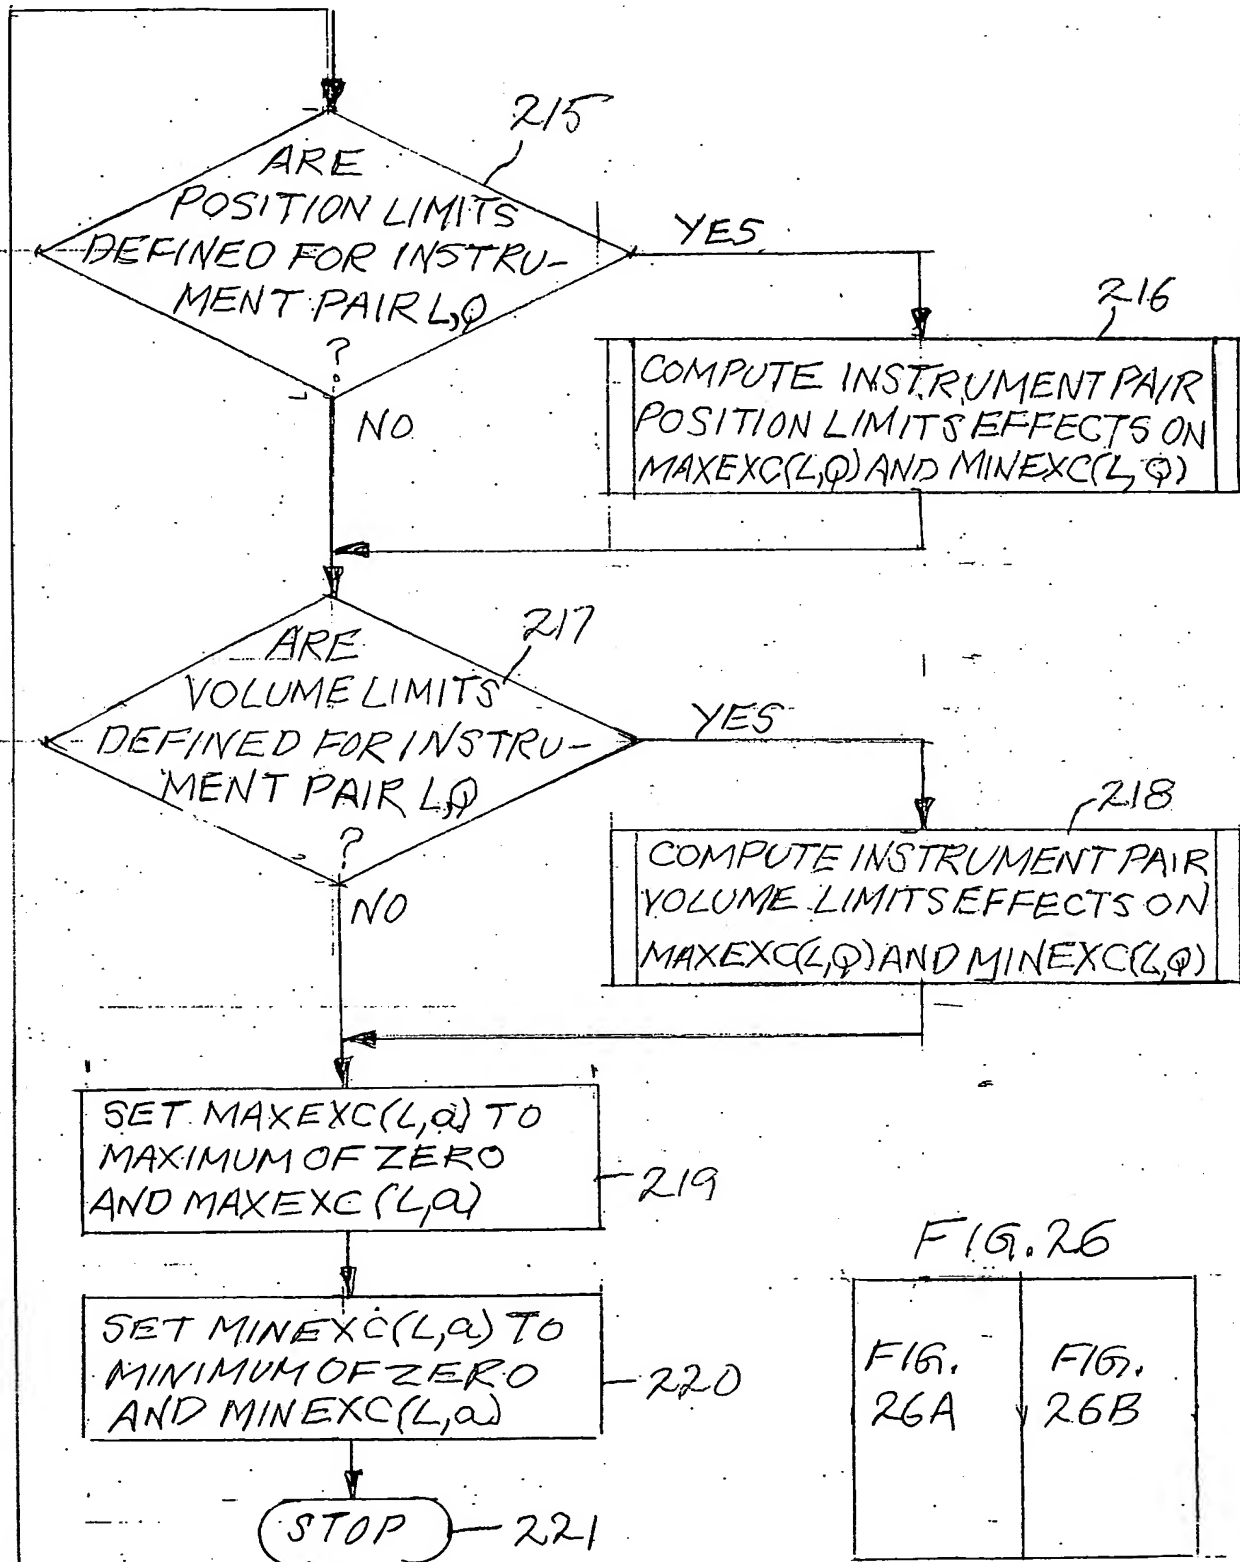 215
ARE
POSITION LIMITS
DEFINED FOR INSTRU-
MENT PAIR L,Q
?
YES
NO
216
COMPUTE INSTRUMENT PAIR
POSITION LIMITS EFFECTS ON
MAXEXC(L,Q) AND MINEXC(L,Q)
217
ARE
VOLUME LIMITS
DEFINED FOR INSTRU-
MENT PAIR L,Q
?
YES
NO
218
COMPUTE INSTRUMENT PAIR
VOLUME LIMITS EFFECTS ON
MAXEXC(L,Q) AND MINEXC(L,Q)
SET MAXEXC(L,Q) TO
MAXIMUM OF ZERO
AND MAXEXC(L,Q)
219
SET MINEXC(L,Q) TO
MINIMUM OF ZERO
AND MINEXC(L,Q)
220
STOP
221
FIG. 26
FIG.
26A
FIG.
26B